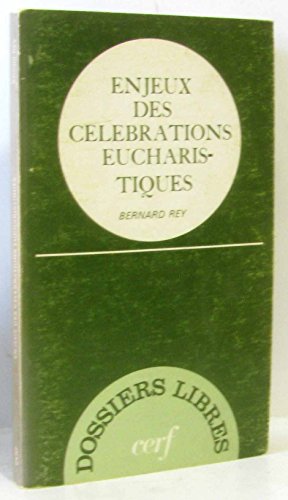 ENJEUX
DES
CELEBRATIONS
EUCHARIS-
TIQUES
BERNARD REY
DOSSIERS LIBRES
cerf